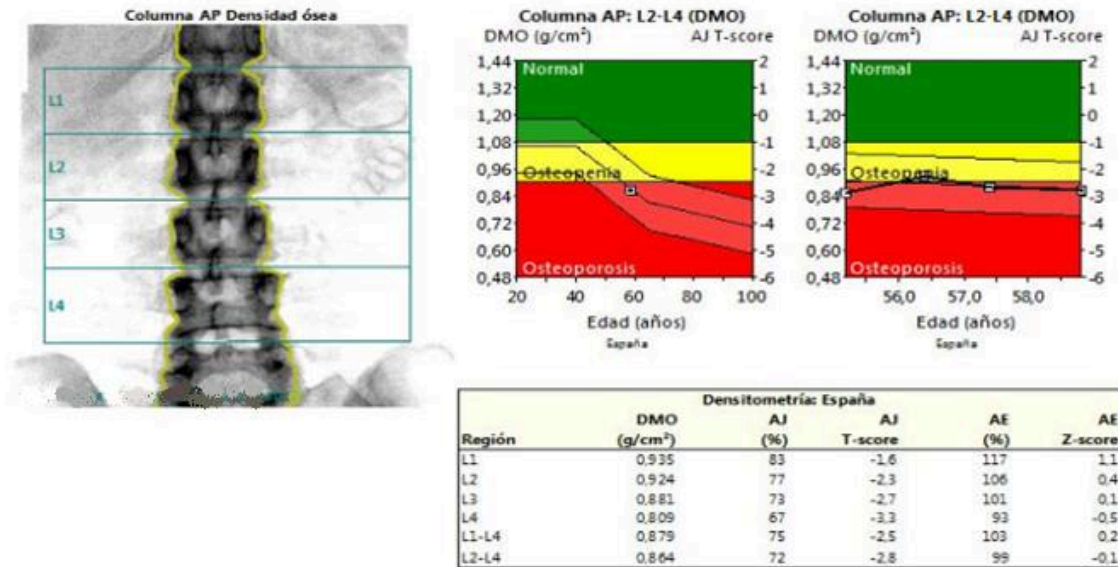 Columna AP Densidad ósea
L1
L2
L3
L4
Columna AP: L2-L4 (DMO)
DMO (g/cm²) AJ T-score
1,44 2
Normal
1,32 1
1,20 0
1,08 -1
0,96 -2
Osteopenia
0,84 -3
0,72 -4
0,60 -5
Osteoporosis
0,48 -6
20 40 60 80 100
Edad (años)
España
Columna AP: L2-L4 (DMO)
DMO (g/cm²) AJ T-score
1,44 2
Normal
1,32 1
1,20 0
1,08 -1
0,96 -2
Osteopenia
0,84 -3
0,72 -4
0,60 -5
Osteoporosis
0,48 -6
56,0 57,0 58,0
Edad (años)
España
Densitometría: España
DMO AJ AJ AE AE
Región (g/cm²) (%) T-score (%) Z-score
L1 0,935 83 -1,6 117 1,1
L2 0,924 77 -2,3 106 0,4
L3 0,881 73 -2,7 101 0,1
L4 0,809 67 -3,3 93 -0,5
L1-L4 0,879 75 -2,5 103 0,2
L2-L4 0,864 72 -2,8 99 -0,1